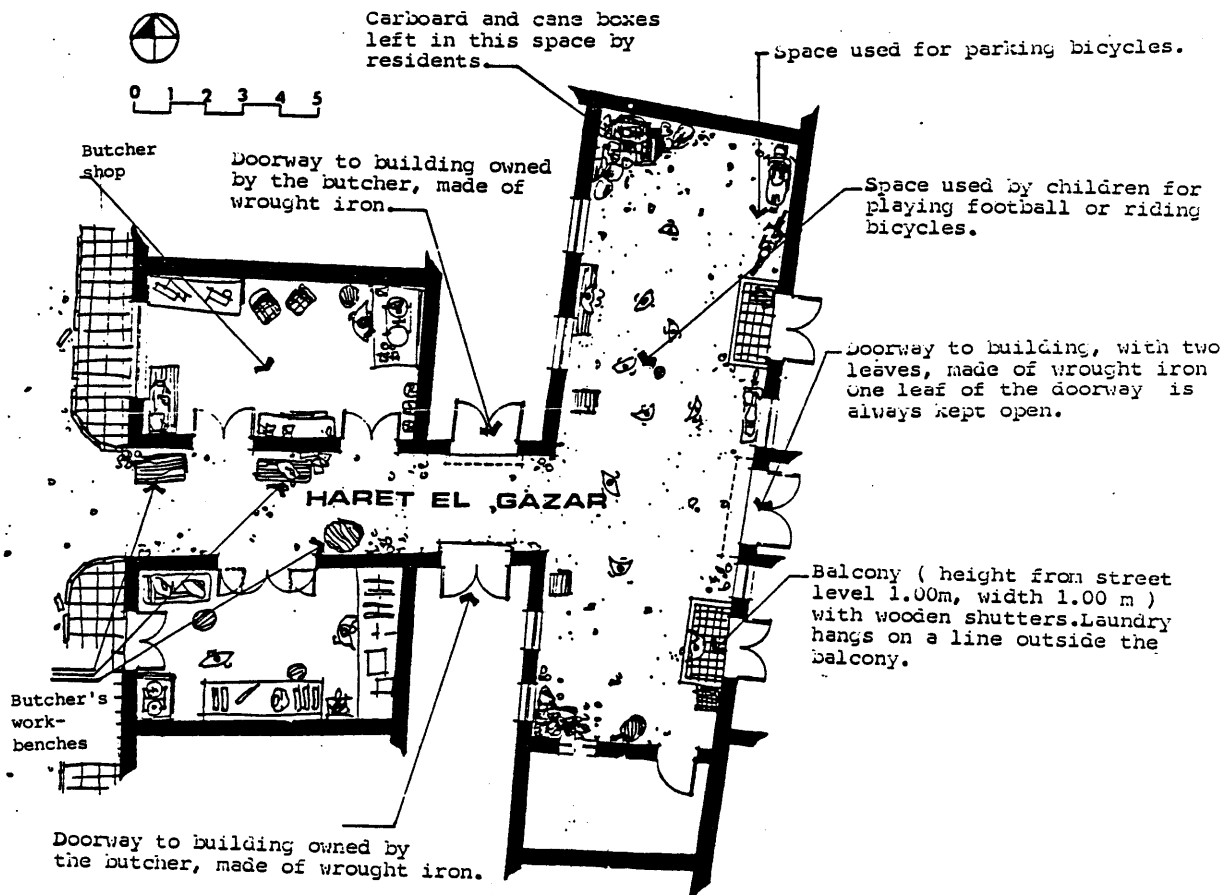 Carboard and cane boxes
left in this space by
residents.
Space used for parking bicycles.
0 1 2 3 4 5
Butcher
shop
Doorway to building owned
by the butcher, made of
wrought iron.
Space used by children for
playing football or riding
bicycles.
Doorway to building, with two
leaves, made of wrought iron
One leaf of the doorway is
always kept open.
HARET EL GAZAR
Balcony ( height from street
level 1.00m, width 1.00 m )
with wooden shutters.Laundry
hangs on a line outside the
balcony.
Butcher's
work-
benches
Doorway to building owned by
the butcher, made of wrought iron.